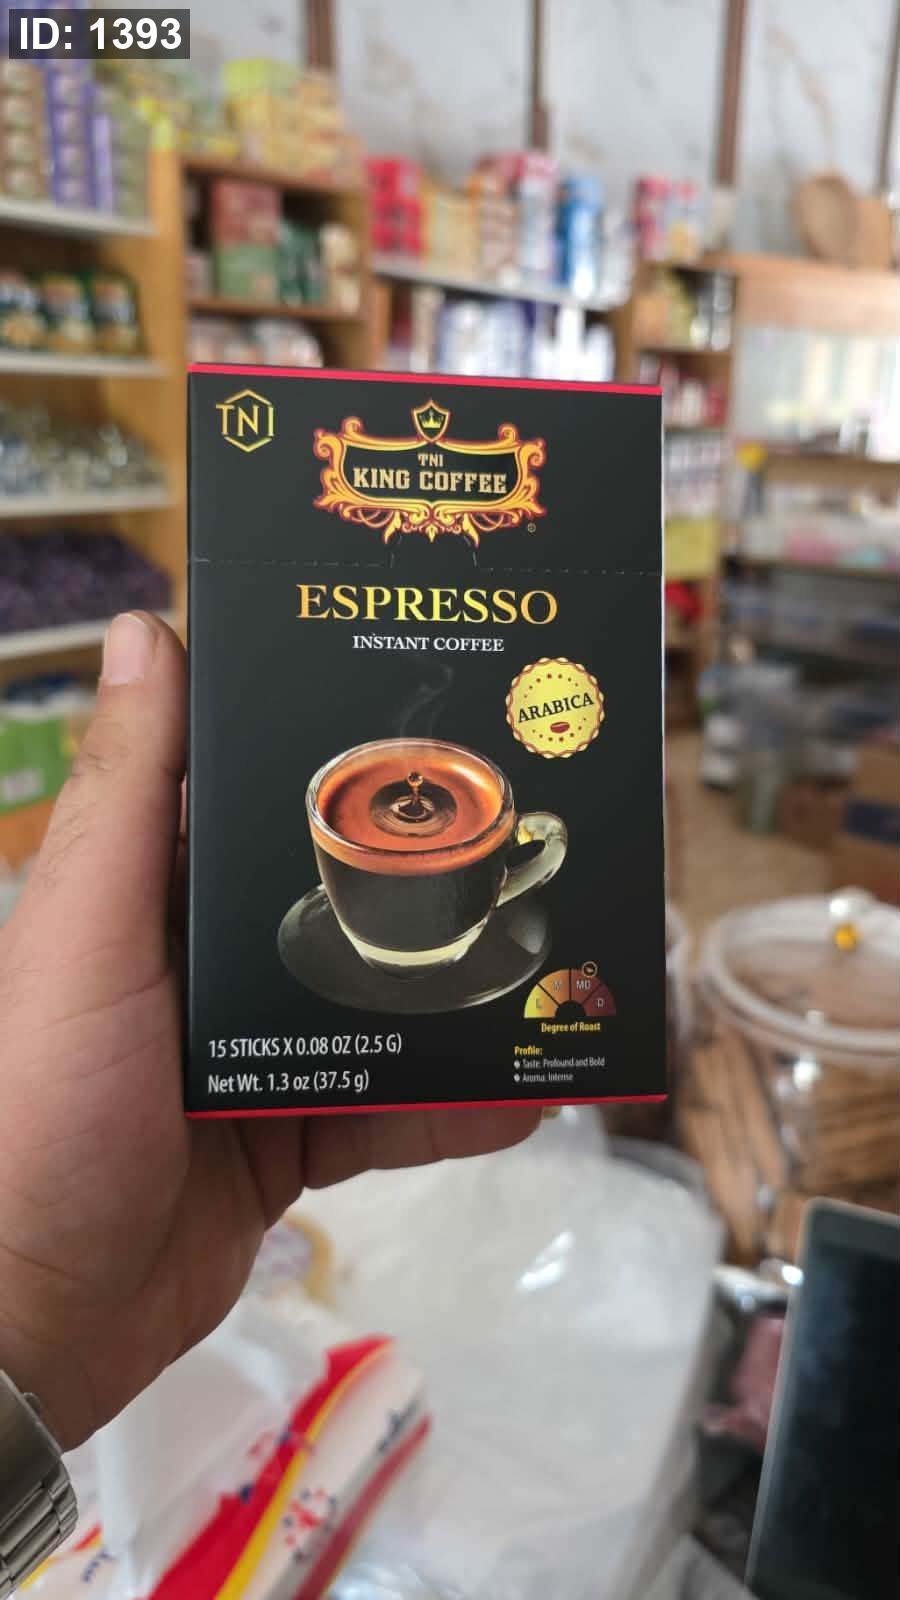 ID: 1393
TNI
TNI
KING COFFEE
ESPRESSO
INSTANT COFFEE
ARABICA
L M MD D
Degree of Roast
15 STICKS X 0.08 OZ (2.5 G)
Net Wt. 1.3 oz (37.5 g)
Profile:
Taste: Profound and Bold
Aroma: Intense